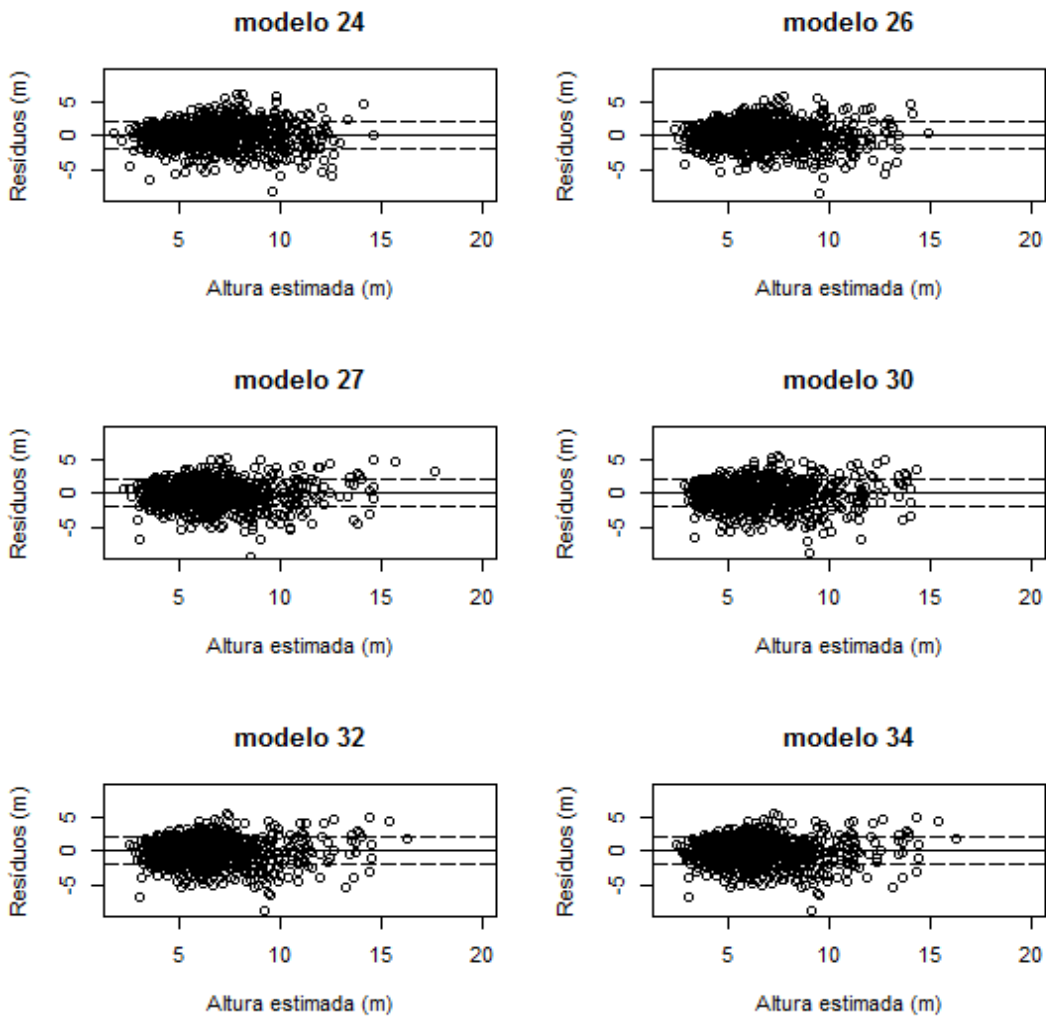 modelo 24
Resíduos (m)
5
0
-5
5 10 15 20
Altura estimada (m)
modelo 26
Resíduos (m)
5
0
-5
5 10 15 20
Altura estimada (m)
modelo 27
Resíduos (m)
5
0
-5
5 10 15 20
Altura estimada (m)
modelo 30
Resíduos (m)
5
0
-5
5 10 15 20
Altura estimada (m)
modelo 32
Resíduos (m)
5
0
-5
5 10 15 20
Altura estimada (m)
modelo 34
Resíduos (m)
5
0
-5
5 10 15 20
Altura estimada (m)